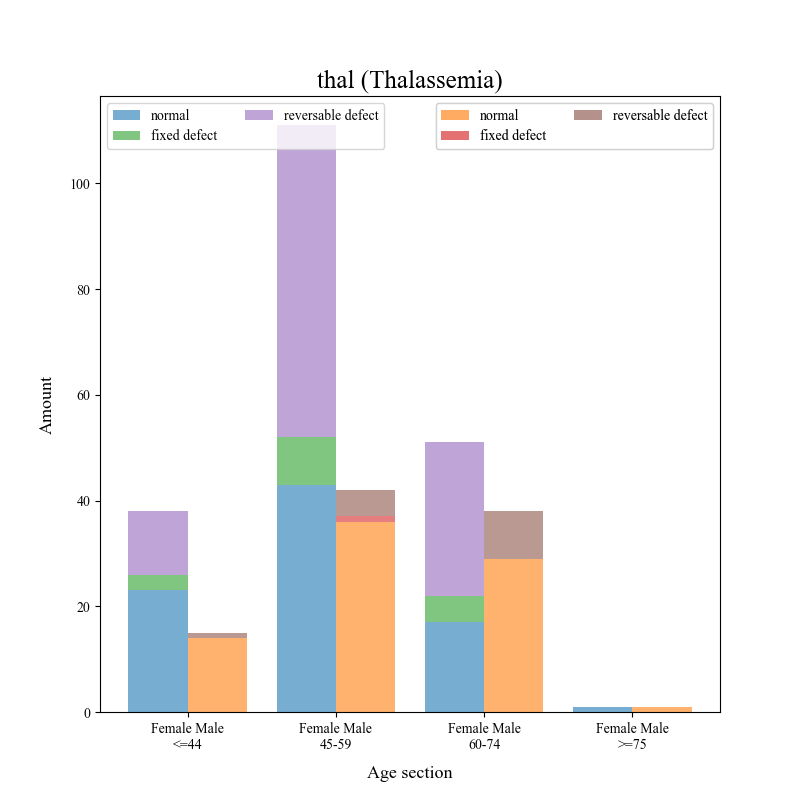 thal (Thalassemia)
normal
fixed defect
reversable defect
normal
fixed defect
reversable defect
Amount
100
80
60
40
20
0
Female Male
<=44
Female Male
45-59
Female Male
60-74
Female Male
>=75
Age section